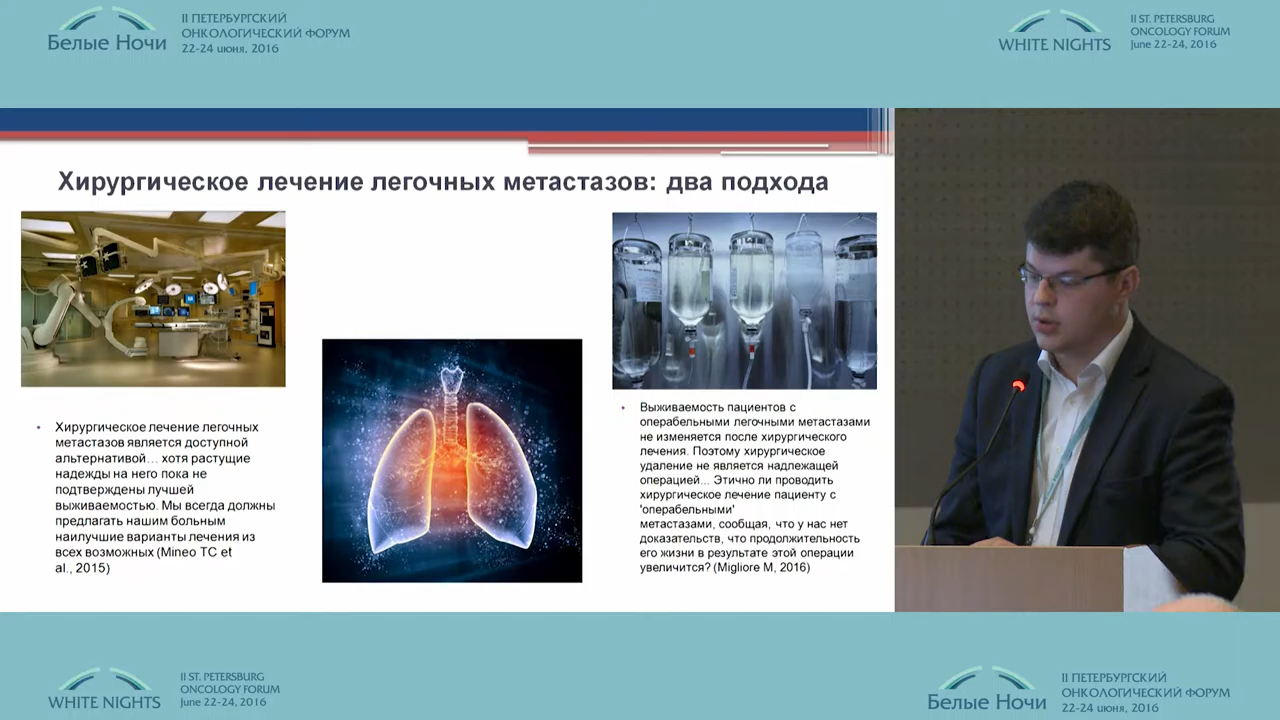 Белые Ночи
II ПЕТЕРБУРГСКИЙ
ОНКОЛОГИЧЕСКИЙ ФОРУМ
22-24 июня, 2016
WHITE NIGHTS
II ST. PETERSBURG
ONCOLOGY FORUM
June 22-24, 2016
Хирургическое лечение легочных метастазов: два подхода
• Хирургическое лечение легочных
метастазов является доступной
альтернативой... хотя растущие
надежды на него пока не
подтверждены лучшей
выживаемостью. Мы всегда должны
предлагать нашим больным
наилучшие варианты лечения из
всех возможных (Mineo TC et
al., 2015)
• Выживаемость пациентов с
операбельными легочными метастазами
не изменяется после хирургического
лечения. Поэтому хирургическое
удаление не является надлежащей
операцией... Этично ли проводить
хирургическое лечение пациенту с
'операбельными'
метастазами, сообщая, что у нас нет
доказательств, что продолжительность
его жизни в результате этой операции
увеличится? (Migliore M, 2016)
WHITE NIGHTS
II ST. PETERSBURG
ONCOLOGY FORUM
June 22-24, 2016
Белые Ночи
II ПЕТЕРБУРГСКИЙ
ОНКОЛОГИЧЕСКИЙ ФОРУМ
22-24 июня, 2016